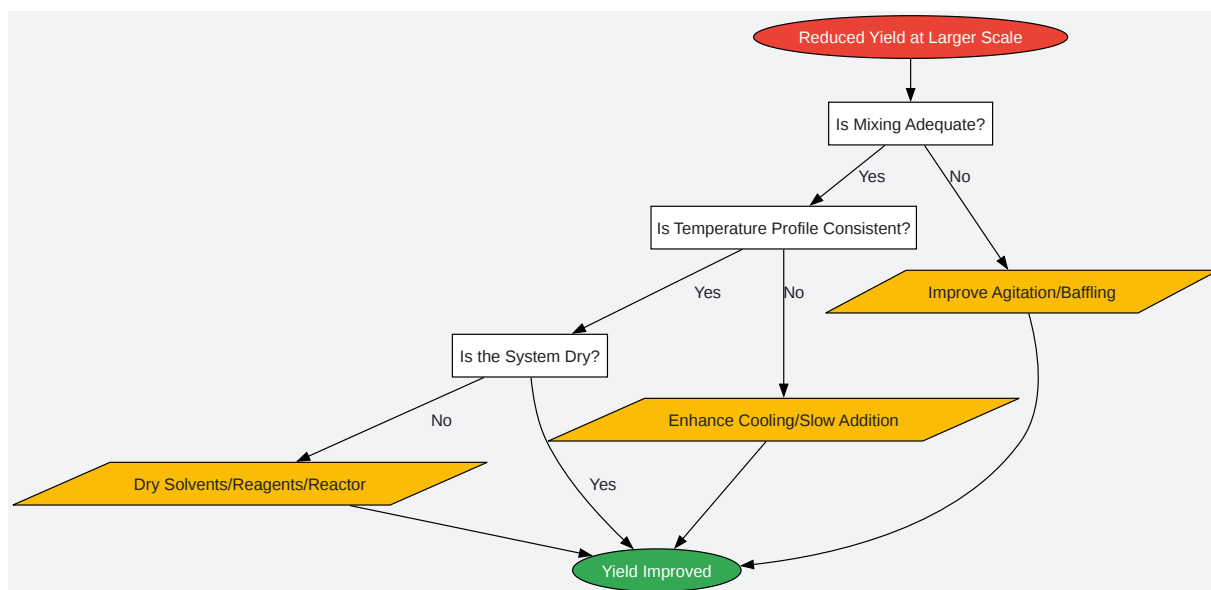 Reduced Yield at Larger Scale
Is Mixing Adequate?
Yes
No
Is Temperature Profile Consistent?
Yes
No
Improve Agitation/Baffling
Is the System Dry?
No
Enhance Cooling/Slow Addition
Dry Solvents/Reagents/Reactor
Yes
Yield Improved